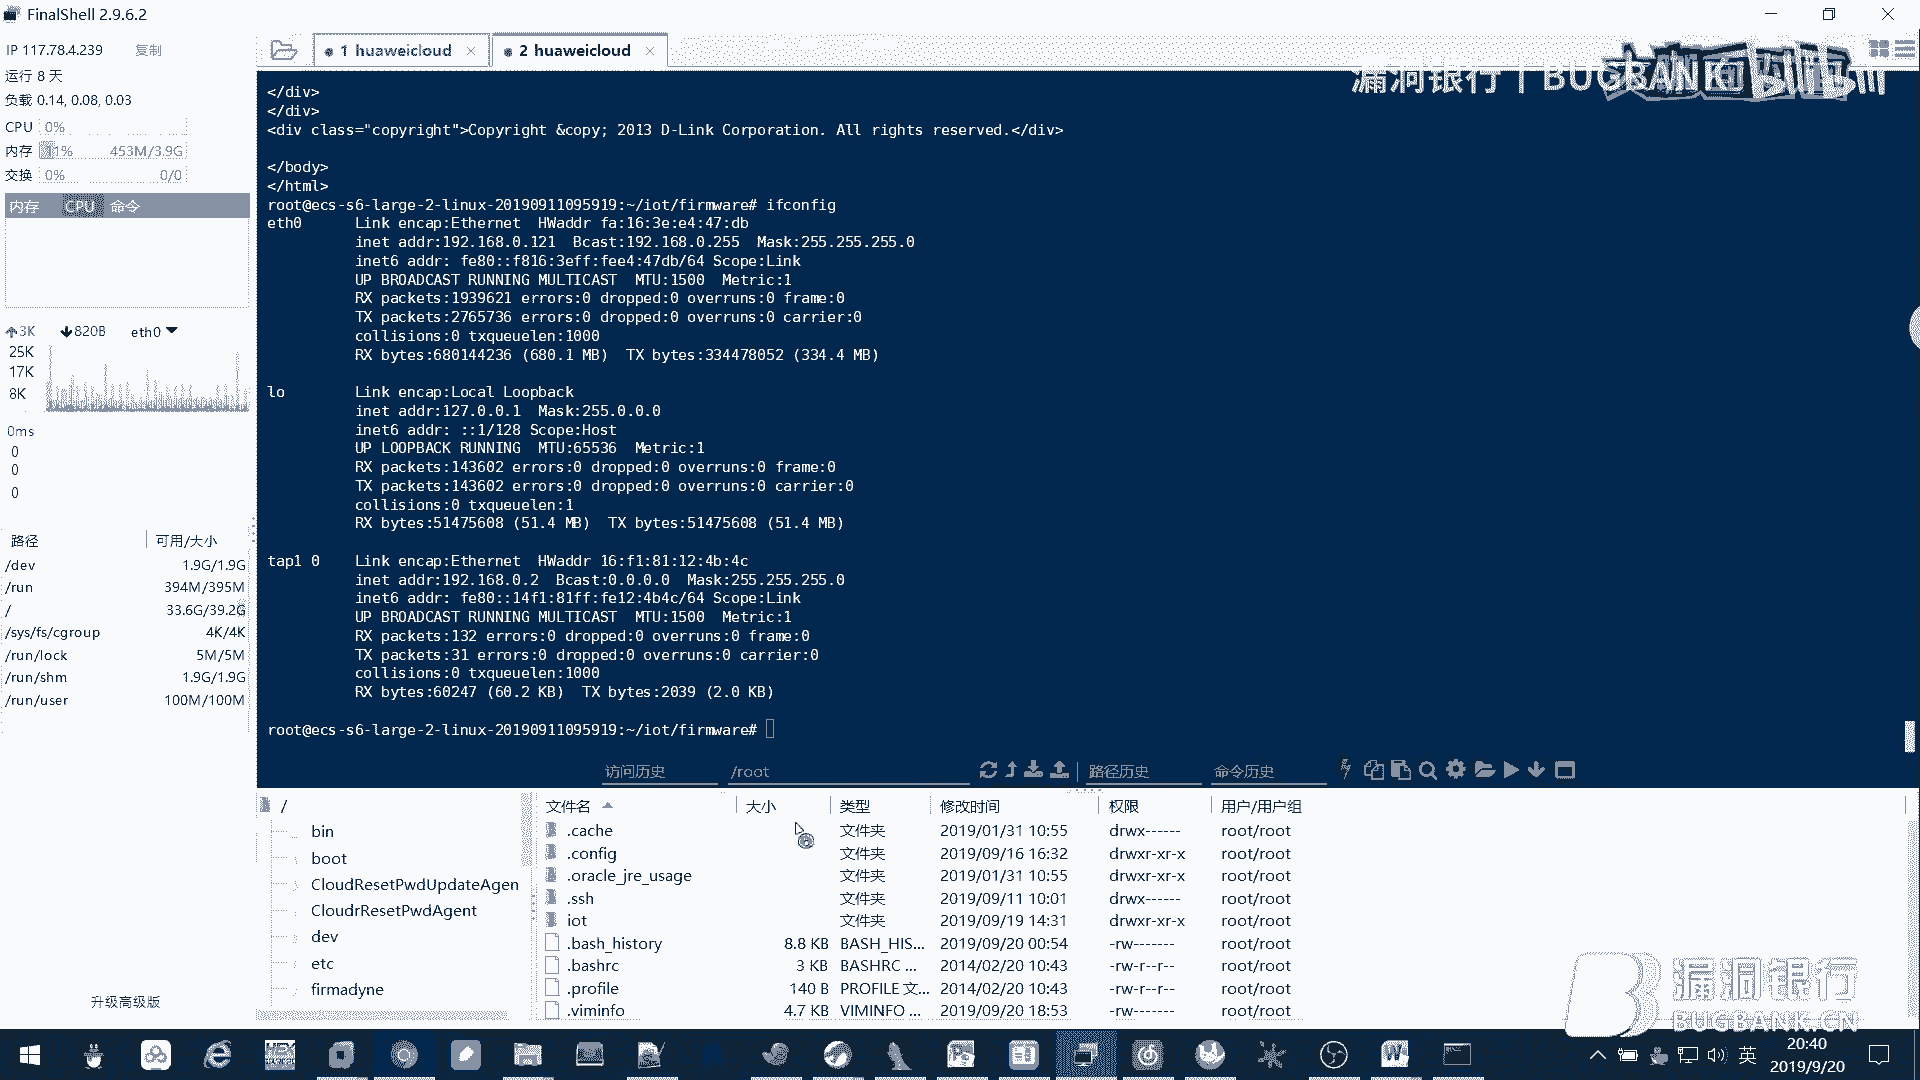 FinalShell 2.9.6.2
IP 117.78.4.239 复制
运行 8 天
负载 0.14, 0.08, 0.03
CPU 0%
内存 11% 453M/3.9G
交换 0% 0/0
内存 CPU 命令
3K 820B eth0
25K
17K
8K
0ms
0
0
0
路径 可用/大小
/dev 1.9G/1.9G
/run 394M/395M
/ 33.6G/39.2G
/sys/fs/cgroup 4K/4K
/run/lock 5M/5M
/run/shm 1.9G/1.9G
/run/user 100M/100M
升级高级版
1 huaweicloud
2 huaweicloud
漏洞银行丨BUGBANK
</div>
</div>
<div class="copyright">Copyright &copy; 2013 D-Link Corporation. All rights reserved.</div>
</body>
</html>
root@ecs-s6-large-2-linux-20190911095919:~/iot/firmware# ifconfig
eth0 Link encap:Ethernet HWaddr fa:16:3e:e4:47:db
inet addr:192.168.0.121 Bcast:192.168.0.255 Mask:255.255.255.0
inet6 addr: fe80::f816:3eff:fee4:47db/64 Scope:Link
UP BROADCAST RUNNING MULTICAST MTU:1500 Metric:1
RX packets:1939621 errors:0 dropped:0 overruns:0 frame:0
TX packets:2765736 errors:0 dropped:0 overruns:0 carrier:0
collisions:0 txqueuelen:1000
RX bytes:680144236 (680.1 MB) TX bytes:334478052 (334.4 MB)
lo Link encap:Local Loopback
inet addr:127.0.0.1 Mask:255.0.0.0
inet6 addr: ::1/128 Scope:Host
UP LOOPBACK RUNNING MTU:65536 Metric:1
RX packets:143602 errors:0 dropped:0 overruns:0 frame:0
TX packets:143602 errors:0 dropped:0 overruns:0 carrier:0
collisions:0 txqueuelen:1
RX bytes:51475608 (51.4 MB) TX bytes:51475608 (51.4 MB)
tap1 0 Link encap:Ethernet HWaddr 16:f1:81:12:4b:4c
inet addr:192.168.0.2 Bcast:0.0.0.0 Mask:255.255.255.0
inet6 addr: fe80::14f1:81ff:fe12:4b4c/64 Scope:Link
UP BROADCAST RUNNING MULTICAST MTU:1500 Metric:1
RX packets:132 errors:0 dropped:0 overruns:0 frame:0
TX packets:31 errors:0 dropped:0 overruns:0 carrier:0
collisions:0 txqueuelen:1000
RX bytes:60247 (60.2 KB) TX bytes:2039 (2.0 KB)
root@ecs-s6-large-2-linux-20190911095919:~/iot/firmware#
访问历史 /root 路径历史 命令历史
/
bin
boot
CloudResetPwdUpdateAgen
CloudrResetPwdAgent
dev
etc
firmadyne
文件名 大小 类型 修改时间 权限 用户/用户组
.cache 文件夹 2019/01/31 10:55 drwx------ root/root
.config 文件夹 2019/09/16 16:32 drwxr-xr-x root/root
.oracle_jre_usage 文件夹 2019/01/31 10:55 drwxr-xr-x root/root
.ssh 文件夹 2019/09/11 10:01 drwx------ root/root
iot 文件夹 2019/09/19 14:31 drwxr-xr-x root/root
.bash_history 8.8 KB BASH_HIS... 2019/09/20 00:54 -rw------- root/root
.bashrc 3 KB BASHRC ... 2014/02/20 10:43 -rw-r--r-- root/root
.profile 140 B PROFILE 文... 2014/02/20 10:43 -rw-r--r-- root/root
.viminfo 4.7 KB VIMINFO ... 2019/09/20 18:53 -rw------- root/root
漏洞银行
BUGBANK.CN
英
20:40
2019/9/20